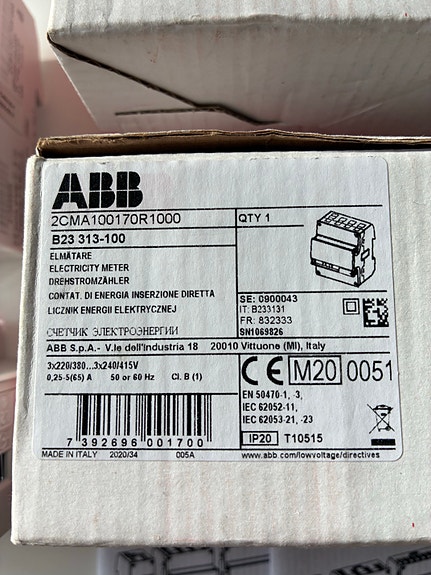 ABB
2CMA100170R1000
QTY 1
B23 313-100
ELMÄTARE
ELECTRICITY METER
DREHSTROMZÄHLER
CONTAT. DI ENERGIA INSERZIONE DIRETTA
LICZNIK ENERGII ELEKTRYCZNEJ
СЧЕТЧИК ЭЛЕКТРОЭНЕРГИИ
SE: 0900043
IT: B233131
FR: 832333
SN1069826
ABB S.p.A.- V.le dell'industria 18 20010 Vittuone (MI), Italy
3x220/380...3x240/415V
0,25-5(65) A 50 or 60 Hz Cl. B (1)
CE M20 0051
EN 50470-1, -3,
IEC 62052-11,
IEC 62053-21, -23
IP20 T10515
7 392696 001700
MADE IN ITALY 2020/34 005A
www.abb.com/lowvoltage/directives